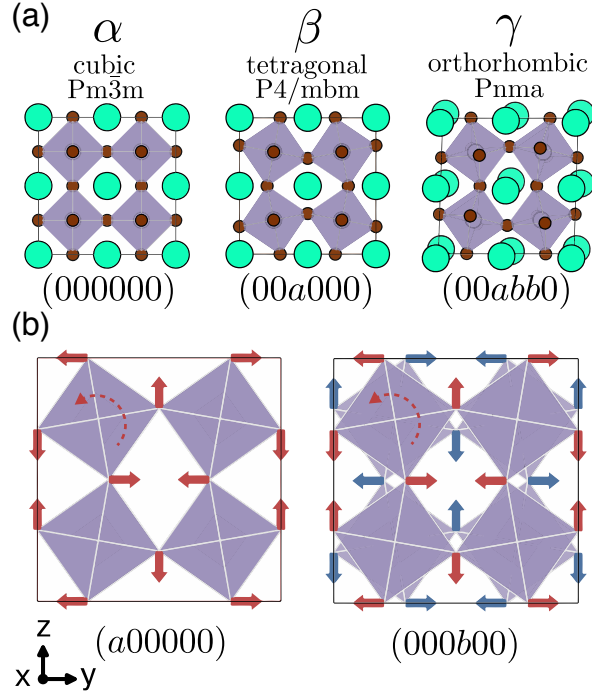 (a)
α β γ
cubic tetragonal orthorhombic
Pm3̅m P4/mbm Pnma
(000000) (00a000) (00abb0)
(b)
(a00000) (000b00)
z
x y